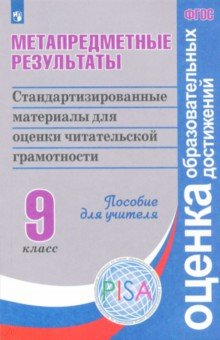 ФГОС
МЕТАПРЕДМЕТНЫЕ
РЕЗУЛЬТАТЫ
Стандартизированные
материалы для
оценки читательской
грамотности
9
класс
Пособие
для учителя
PISA
оценка
образовательных
достижений